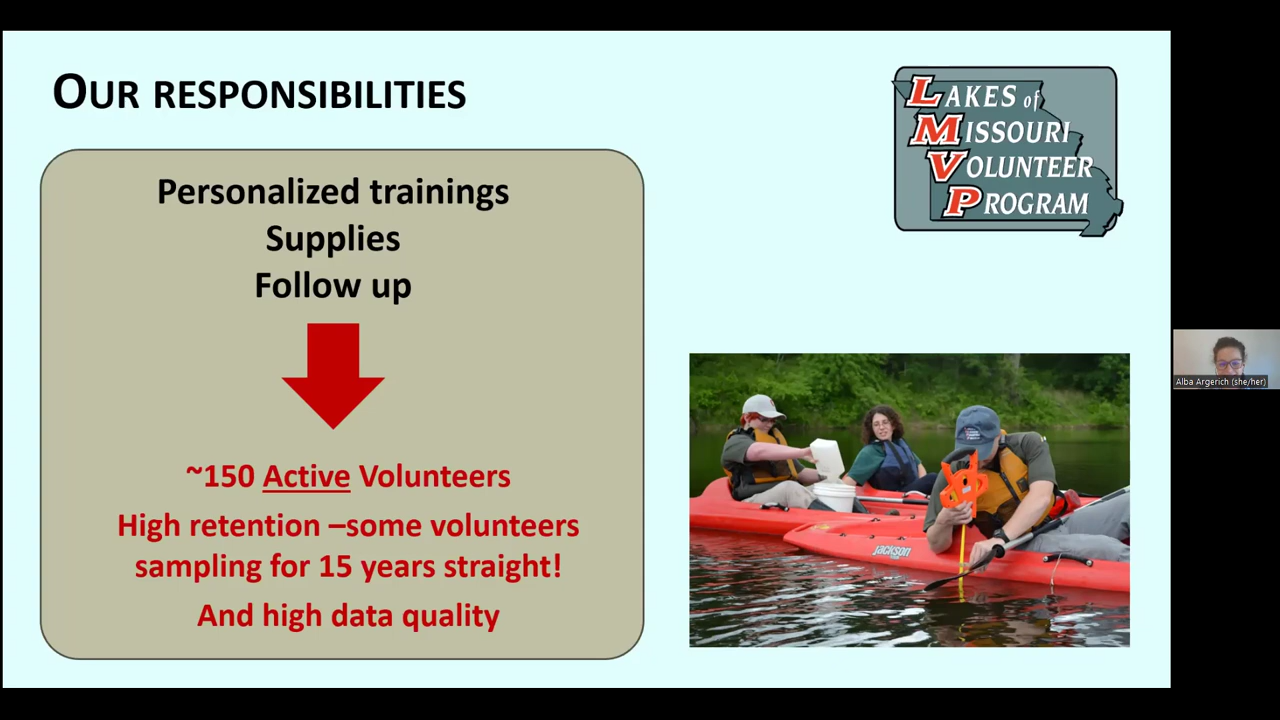 OUR RESPONSIBILITIES
LAKES of
MISSOURI
VOLUNTEER
PROGRAM
Personalized trainings
Supplies
Follow up
~150 Active Volunteers
High retention –some volunteers
sampling for 15 years straight!
And high data quality
Jackson
Alba Argerich (she/her)